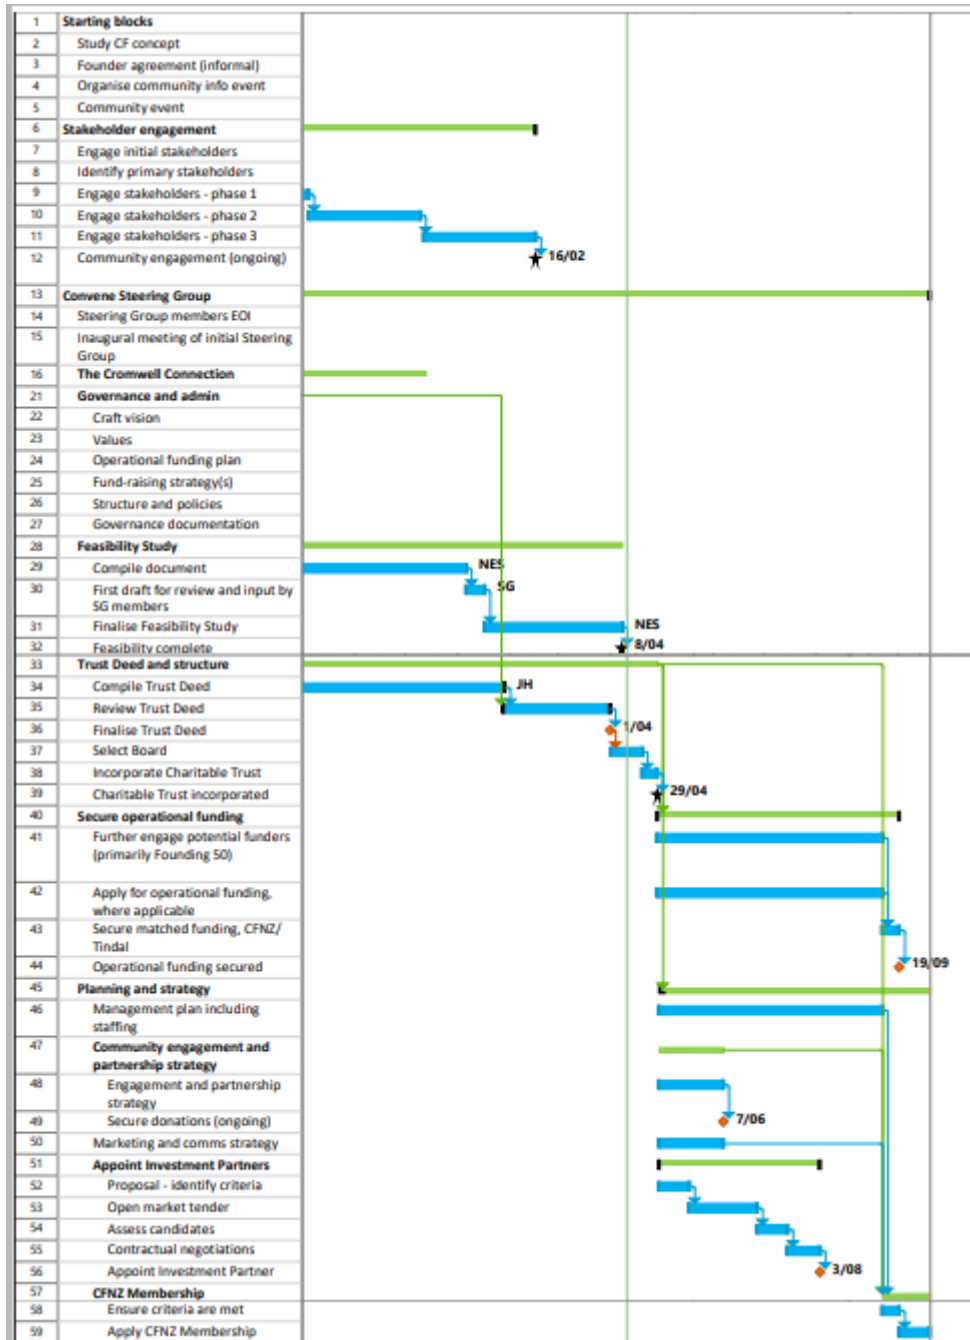 1 Starting blocks
2 Study CF concept
3 Founder agreement (informal)
4 Organise community info event
5 Community event
6 Stakeholder engagement
7 Engage initial stakeholders
8 Identify primary stakeholders
9 Engage stakeholders - phase 1
10 Engage stakeholders - phase 2
11 Engage stakeholders - phase 3
12 Community engagement (ongoing) 16/02
13 Convene Steering Group
14 Steering Group members EOI
15 Inaugural meeting of initial Steering
Group
16 The Cromwell Connection
21 Governance and admin
22 Craft vision
23 Values
24 Operational funding plan
25 Fund-raising strategy(s)
26 Structure and policies
27 Governance documentation
28 Feasibility Study
29 Compile document NES
30 First draft for review and input by SG
SG members
31 Finalise Feasibility Study NES
32 Feasibility complete 8/04
33 Trust Deed and structure
34 Compile Trust Deed JH
35 Review Trust Deed
36 Finalise Trust Deed 1/04
37 Select Board
38 Incorporate Charitable Trust
39 Charitable Trust incorporated 29/04
40 Secure operational funding
41 Further engage potential funders
(primarily Founding 50)
42 Apply for operational funding,
where applicable
43 Secure matched funding, CFNZ/
Tindal
44 Operational funding secured 19/09
45 Planning and strategy
46 Management plan including
staffing
47 Community engagement and
partnership strategy
48 Engagement and partnership
strategy
49 Secure donations (ongoing) 7/06
50 Marketing and comms strategy
51 Appoint Investment Partners
52 Proposal - identify criteria
53 Open market tender
54 Assess candidates
55 Contractual negotiations
56 Appoint Investment Partner 3/08
57 CFNZ Membership
58 Ensure criteria are met
59 Apply CFNZ Membership